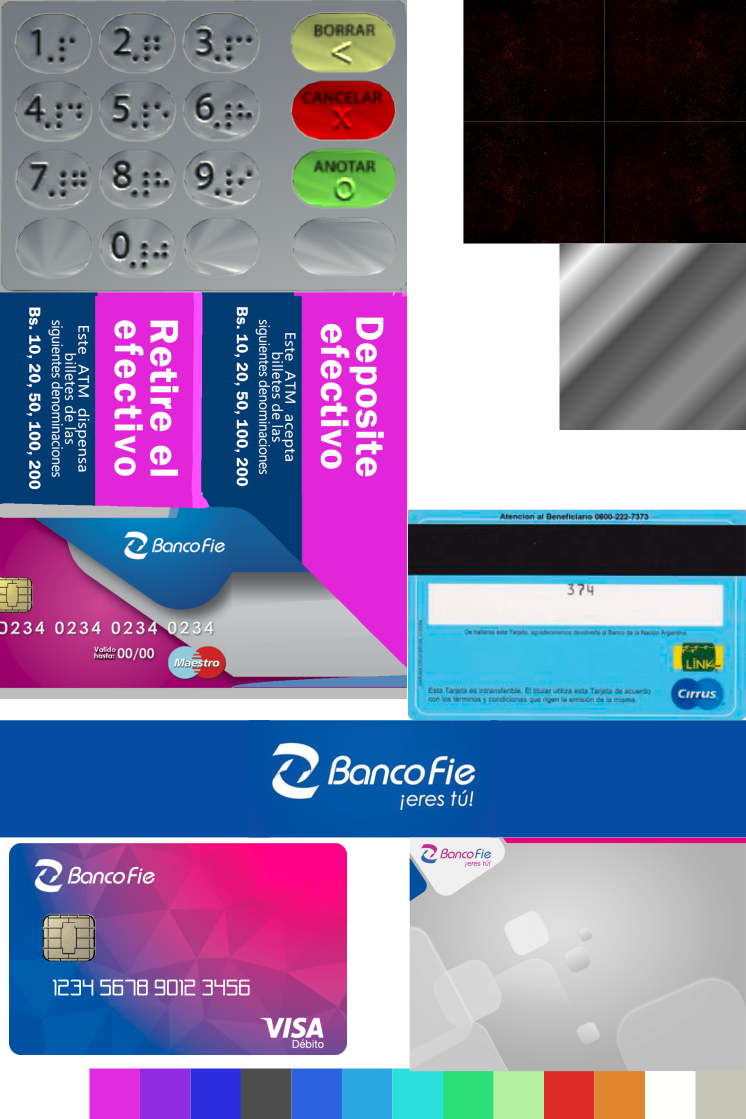 1 2 3 BORRAR
<
4 5 6 CANCELAR
X
7 8 9 ANOTAR
O
0
Deposite
efectivo
Este ATM acepta
billetes de las
siguientes denominaciones
Bs. 10, 20, 50, 100, 200
Retire el
efectivo
Este ATM dispensa
billetes de las
siguientes denominaciones
Bs. 10, 20, 50, 100, 200
Banco Fie
0234 0234 0234 0234
Valido
hasta: 00/00
Maestro
Atencion al Beneficiario 0800-222-7373
374
De hallarse esta Tarjeta, agradeceremos devolverla al Banco de la Nación Argentina
LINK
Esta Tarjeta es intransferible. El titular utiliza esta Tarjeta de acuerdo
con los términos y condiciones que rigen la emisión de la misma.
Cirrus
Banco Fie
¡eres tú!
Banco Fie
1234 5678 9012 3456
VISA
Débito
Banco Fie
¡eres tú!